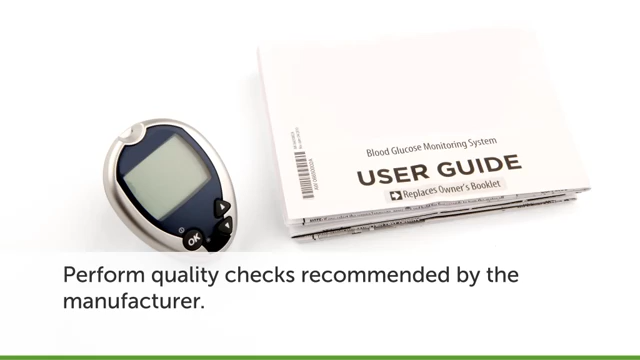 Blood Glucose Monitoring System
USER GUIDE
Replaces Owner's Booklet
OK
Perform quality checks recommended by the
manufacturer.